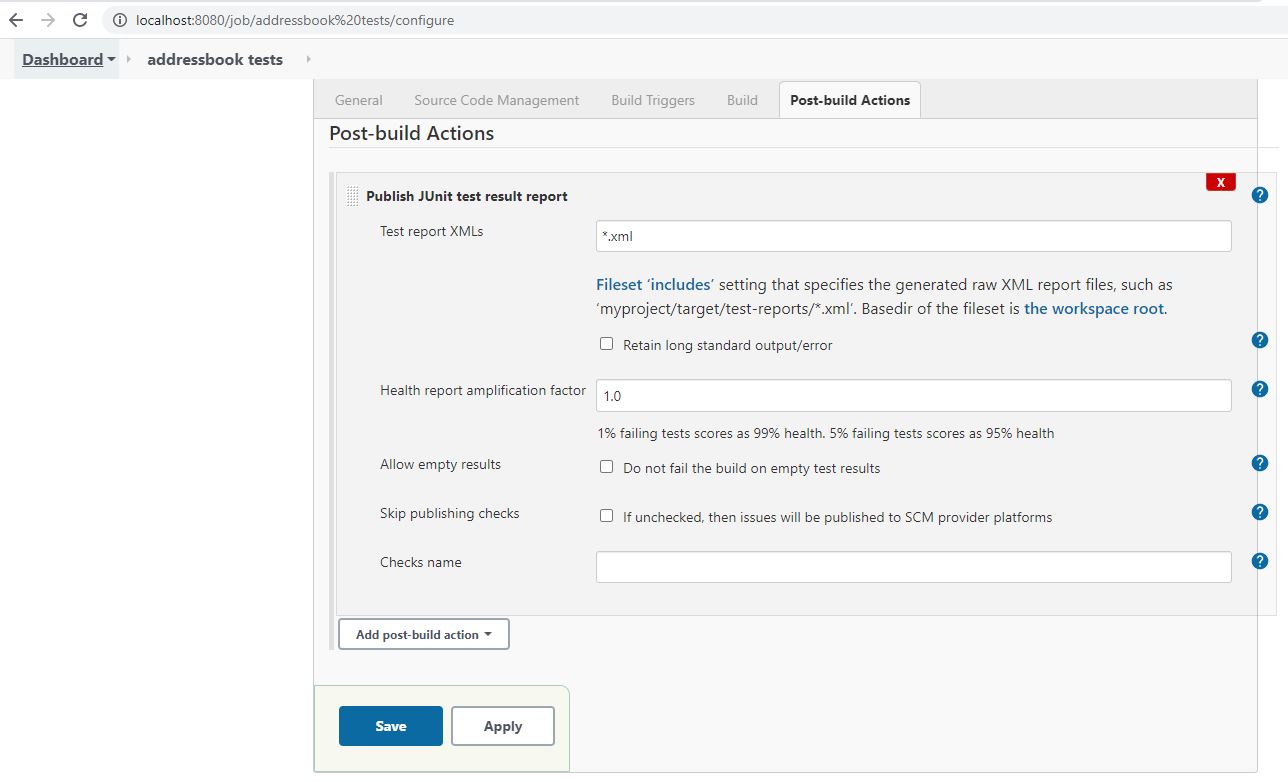 localhost:8080/job/addressbook%20tests/configure
Dashboard addressbook tests
General Source Code Management Build Triggers Build Post-build Actions
Post-build Actions
X
Publish JUnit test result report ?
Test report XMLs *.xml
Fileset ‘includes’ setting that specifies the generated raw XML report files, such as
‘myproject/target/test-reports/*.xml’. Basedir of the fileset is the workspace root.
Retain long standard output/error ?
Health report amplification factor 1.0 ?
1% failing tests scores as 99% health. 5% failing tests scores as 95% health
Allow empty results Do not fail the build on empty test results ?
Skip publishing checks If unchecked, then issues will be published to SCM provider platforms ?
Checks name ?
Add post-build action
Save Apply